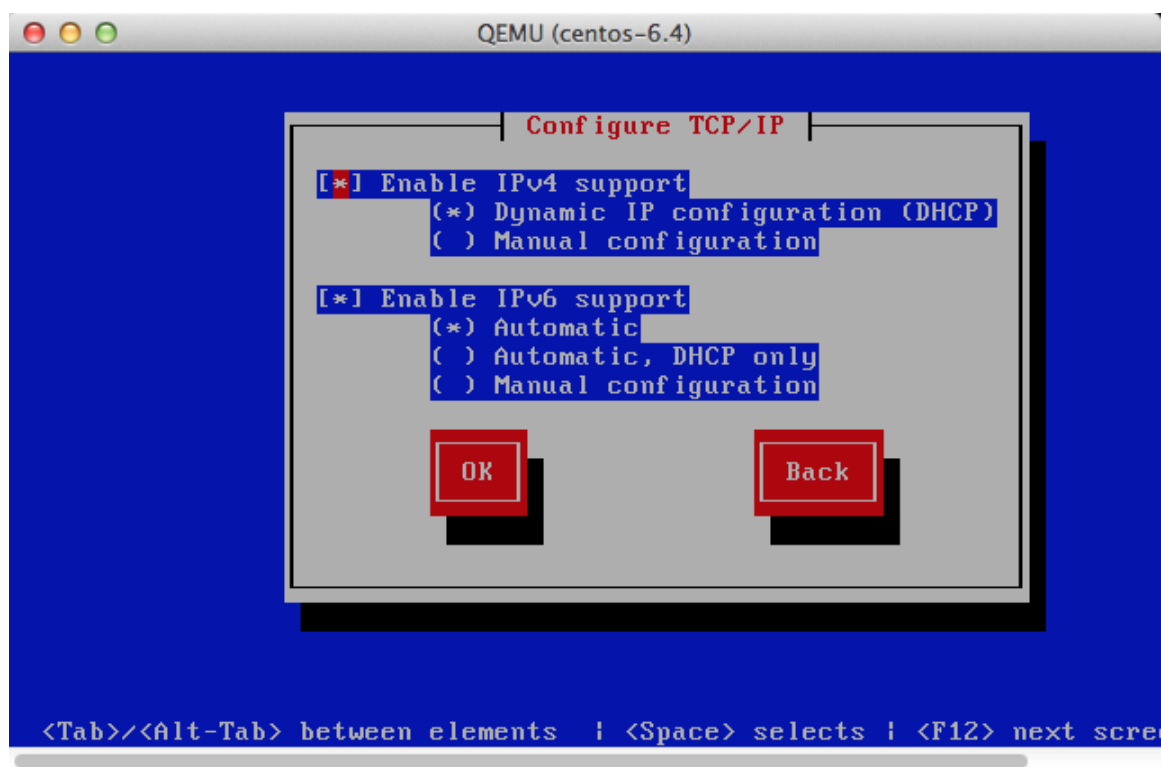 QEMU (centos-6.4)
Configure TCP/IP
[*] Enable IPv4 support
(*) Dynamic IP configuration (DHCP)
( ) Manual configuration
[*] Enable IPv6 support
(*) Automatic
( ) Automatic, DHCP only
( ) Manual configuration
OK Back
<Tab>/<Alt-Tab> between elements | <Space> selects | <F12> next scre